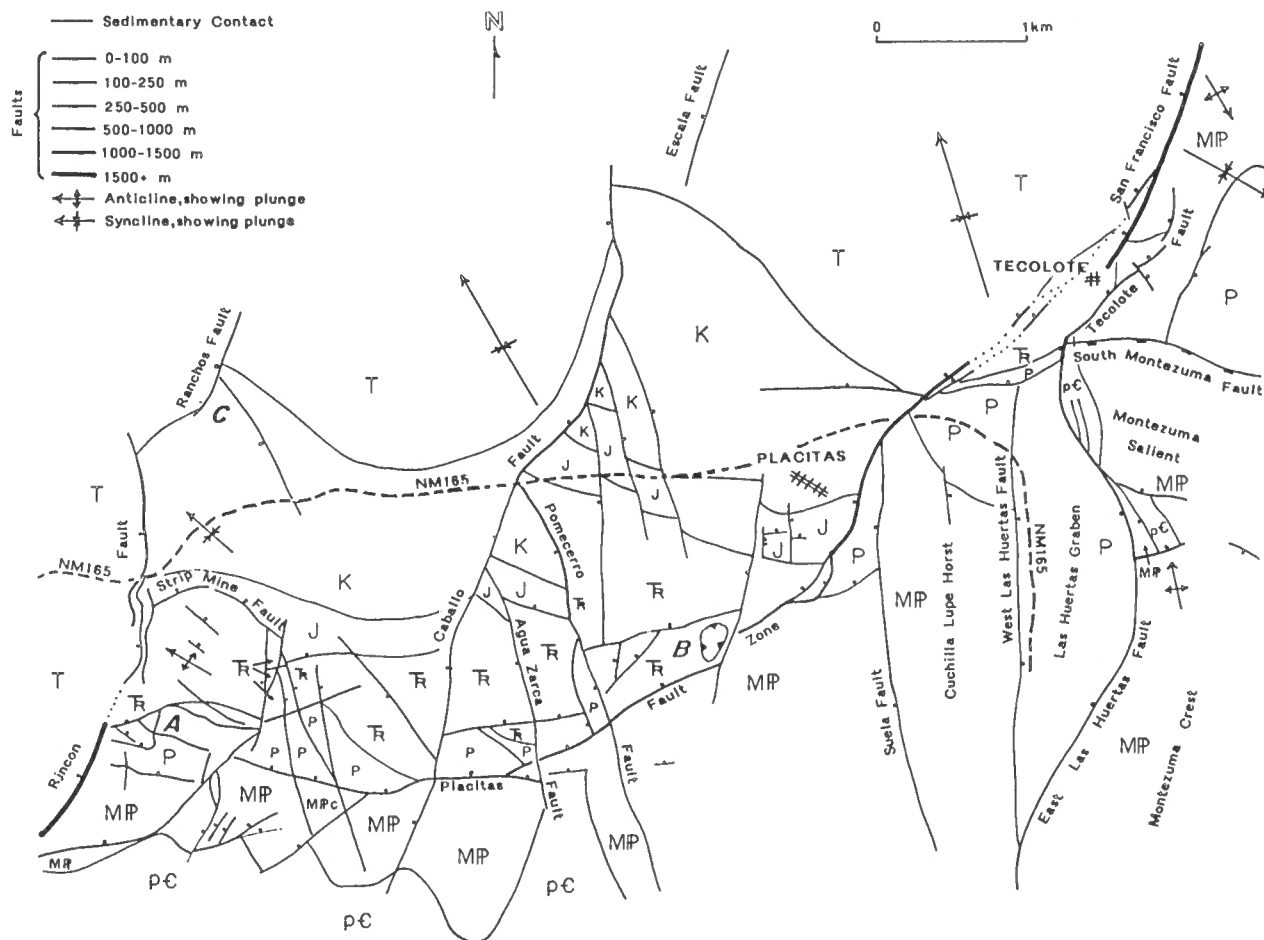 Sedimentary Contact
Faults
0-100 m
100-250 m
250-500 m
500-1000 m
1000-1500 m
1500+ m
Anticline,showing plunge
Syncline,showing plunge
N
0
1km
Escala Fault
San Francisco Fault
MP
T
T
TECOLOTE
Tecolote Fault
P
K
Ranchos Fault
T
C
TR
P
South Montezuma Fault
p€
K
K
P
Montezuma
Salient
Fault
K
P
PLACITAS
NM165
J
J
MP
T
Fault
Pomecerro
J
J
West Las Huertas Fault
NM165
Las Huertas Graben
P
p€
K
P
NM165
Strip Mine Fault
K
J
J
TR
TR
MP
Cuchilla Lupe Horst
MP
J
Caballo
Agua Zarca
Zone
T
TR
TR
TR
TR
TR
B
MP
Suela Fault
East Las Huertas Fault
MP
Montezuma Crest
TR
A
P
TR
P
Fault
Rincon
P
P
P
P
TR
P
Placitas
Fault
Fault
MP
MP
MPc
MP
MP
MP
MP
p€
p€
p€